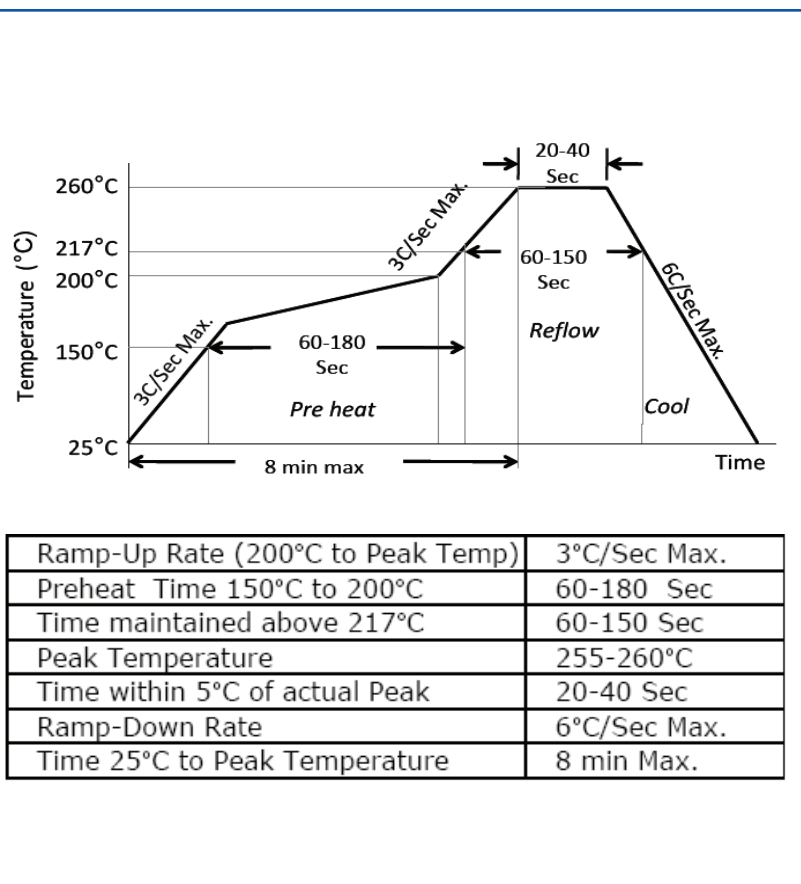 20-40
Sec
260°C
3C/Sec Max.
217°C
60-150
Sec
200°C
6C/Sec Max.
Temperature (°C)
Reflow
3C/Sec Max.
60-180
Sec
150°C
Pre heat
Cool
25°C
8 min max
Time
Ramp-Up Rate (200°C to Peak Temp) 3°C/Sec Max.
Preheat Time 150°C to 200°C 60-180 Sec
Time maintained above 217°C 60-150 Sec
Peak Temperature 255-260°C
Time within 5°C of actual Peak 20-40 Sec
Ramp-Down Rate 6°C/Sec Max.
Time 25°C to Peak Temperature 8 min Max.